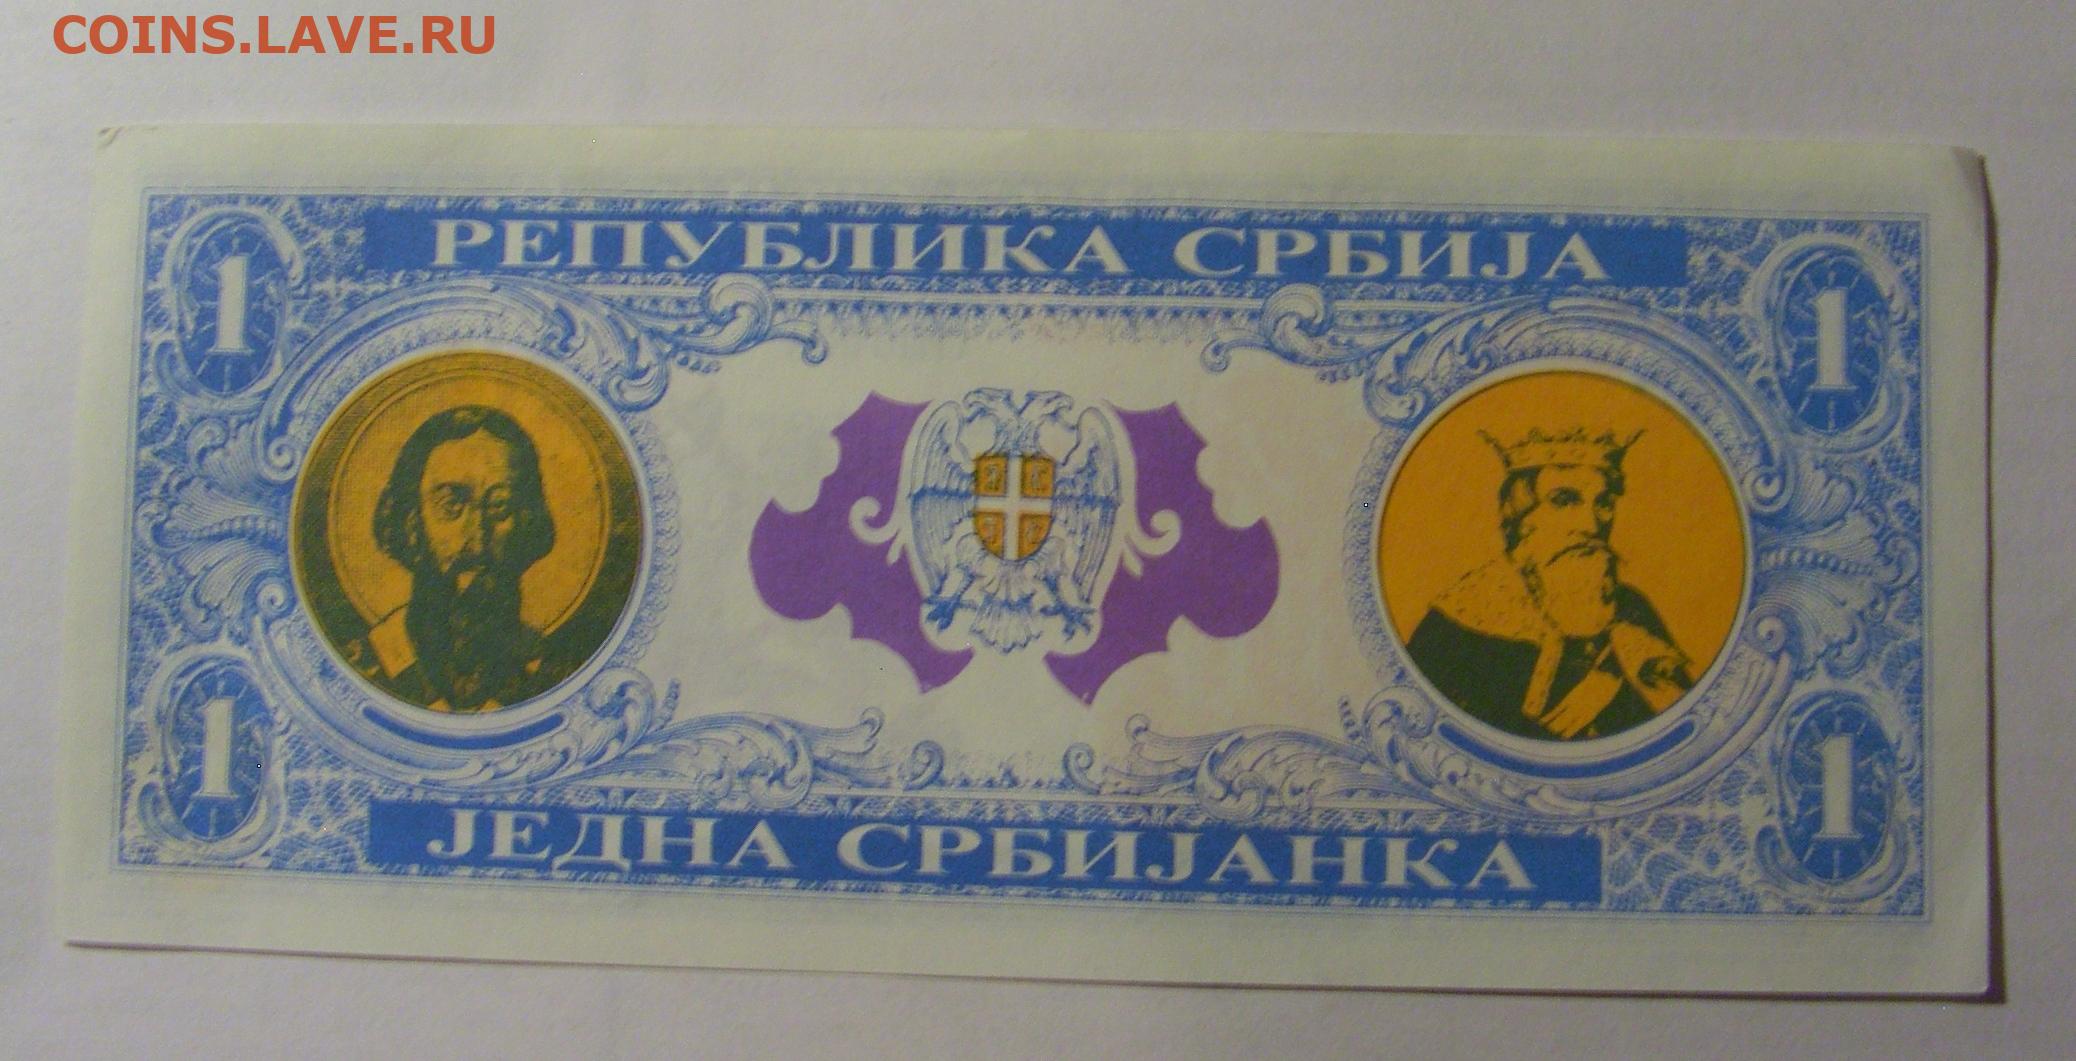 COINS.LAVE.RU
РЕПУБЛИКА СРБИЈА
1 1
1 1
ЈЕДНА СРБИЈАНКА